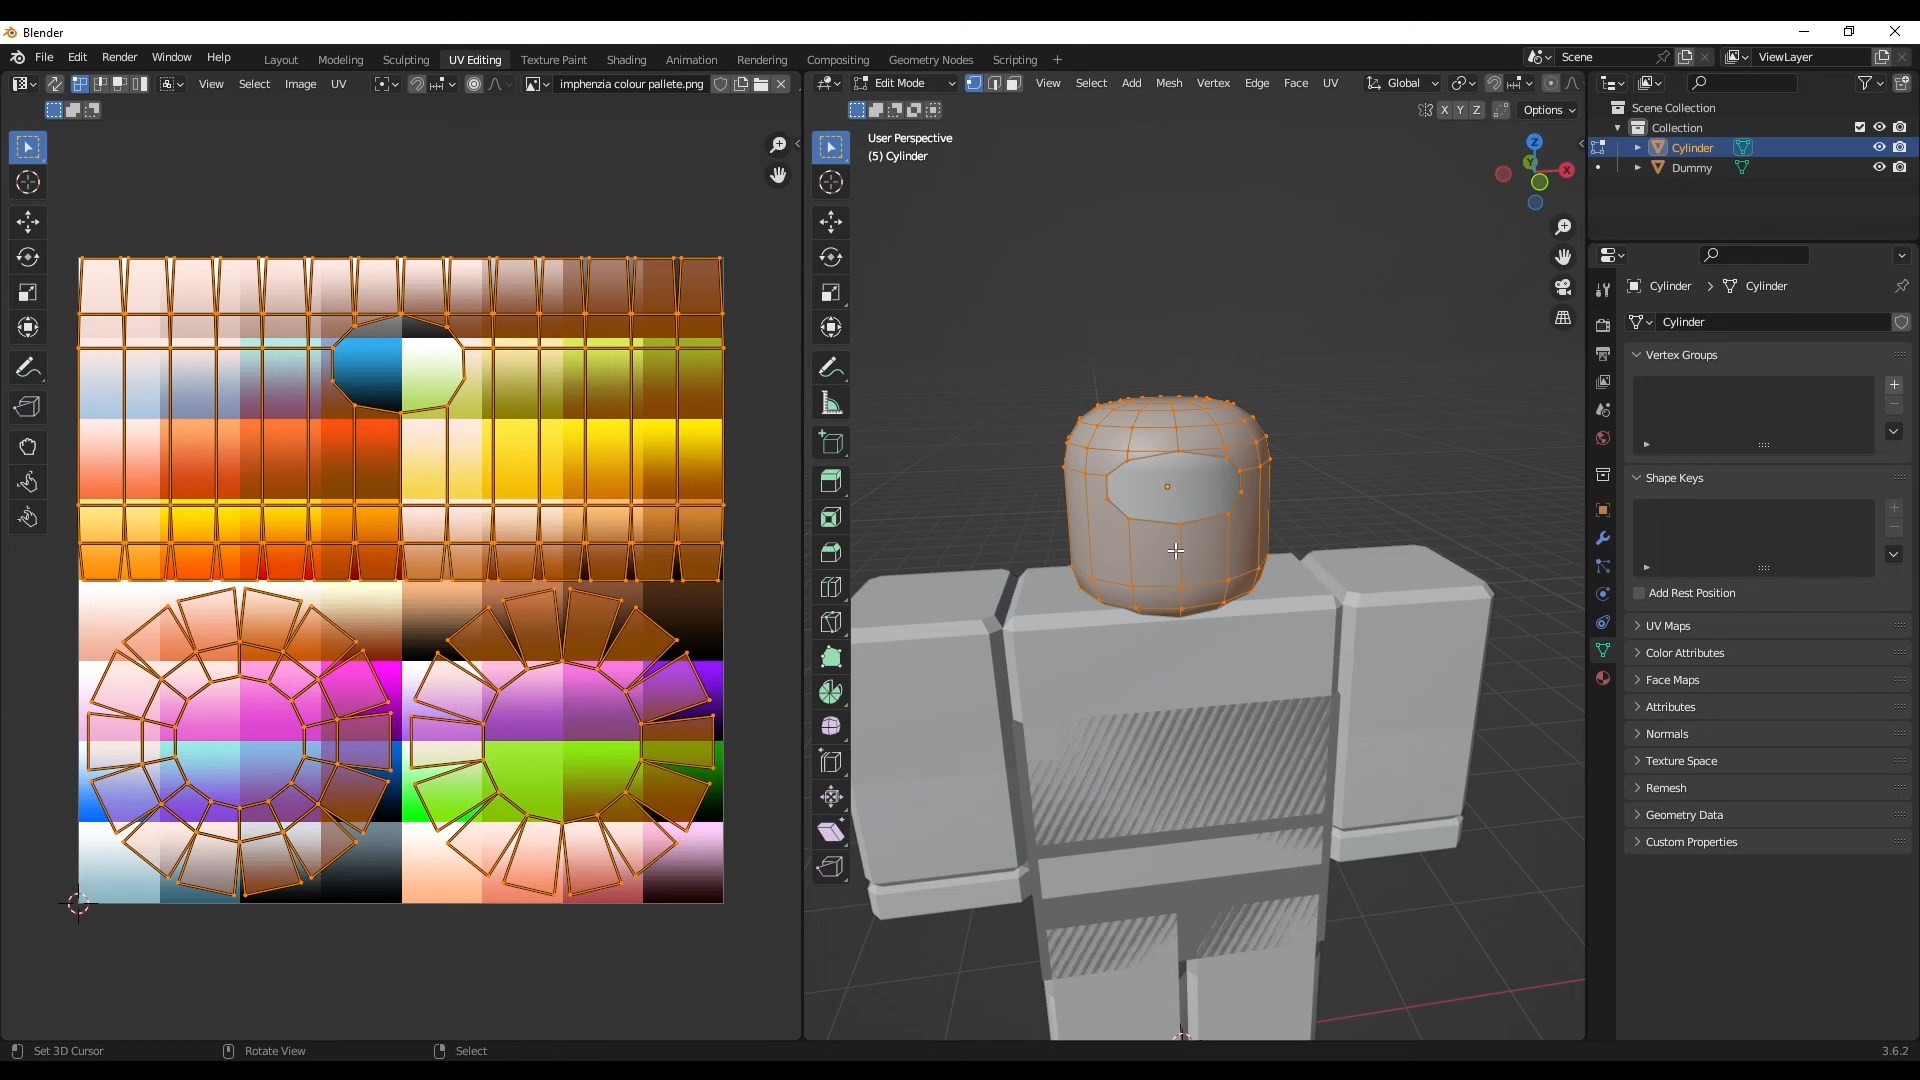 Blender
File Edit Render Window Help
Layout Modeling Sculpting UV Editing Texture Paint Shading Animation Rendering Compositing Geometry Nodes Scripting +
Scene
ViewLayer
View Select Image UV
imphenzia colour pallete.png
Edit Mode
View Select Add Mesh Vertex Edge Face UV
Global
X Y Z
Options
User Perspective
(5) Cylinder
Z
Y
X
Scene Collection
Collection
Cylinder
Dummy
Cylinder > Cylinder
Cylinder
Vertex Groups
Shape Keys
Add Rest Position
UV Maps
Color Attributes
Face Maps
Attributes
Normals
Texture Space
Remesh
Geometry Data
Custom Properties
Set 3D Cursor
Rotate View
Select
3.6.2